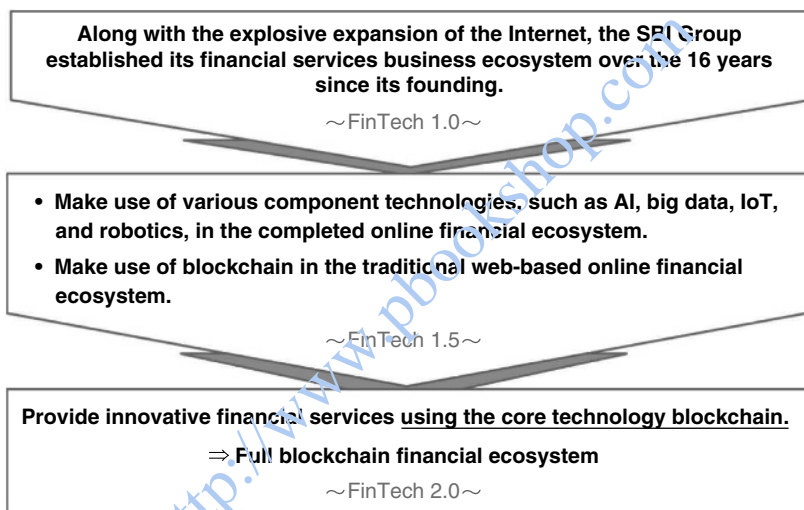 Along with the explosive expansion of the Internet, the SBI Group
established its financial services business ecosystem over the 16 years
since its founding.
～FinTech 1.0～
• Make use of various component technologies, such as AI, big data, IoT,
and robotics, in the completed online financial ecosystem.
• Make use of blockchain in the traditional web-based online financial
ecosystem.
～FinTech 1.5～
Provide innovative financial services using the core technology blockchain.
⇒ Full blockchain financial ecosystem
～FinTech 2.0～
http://www.pbookshop.com